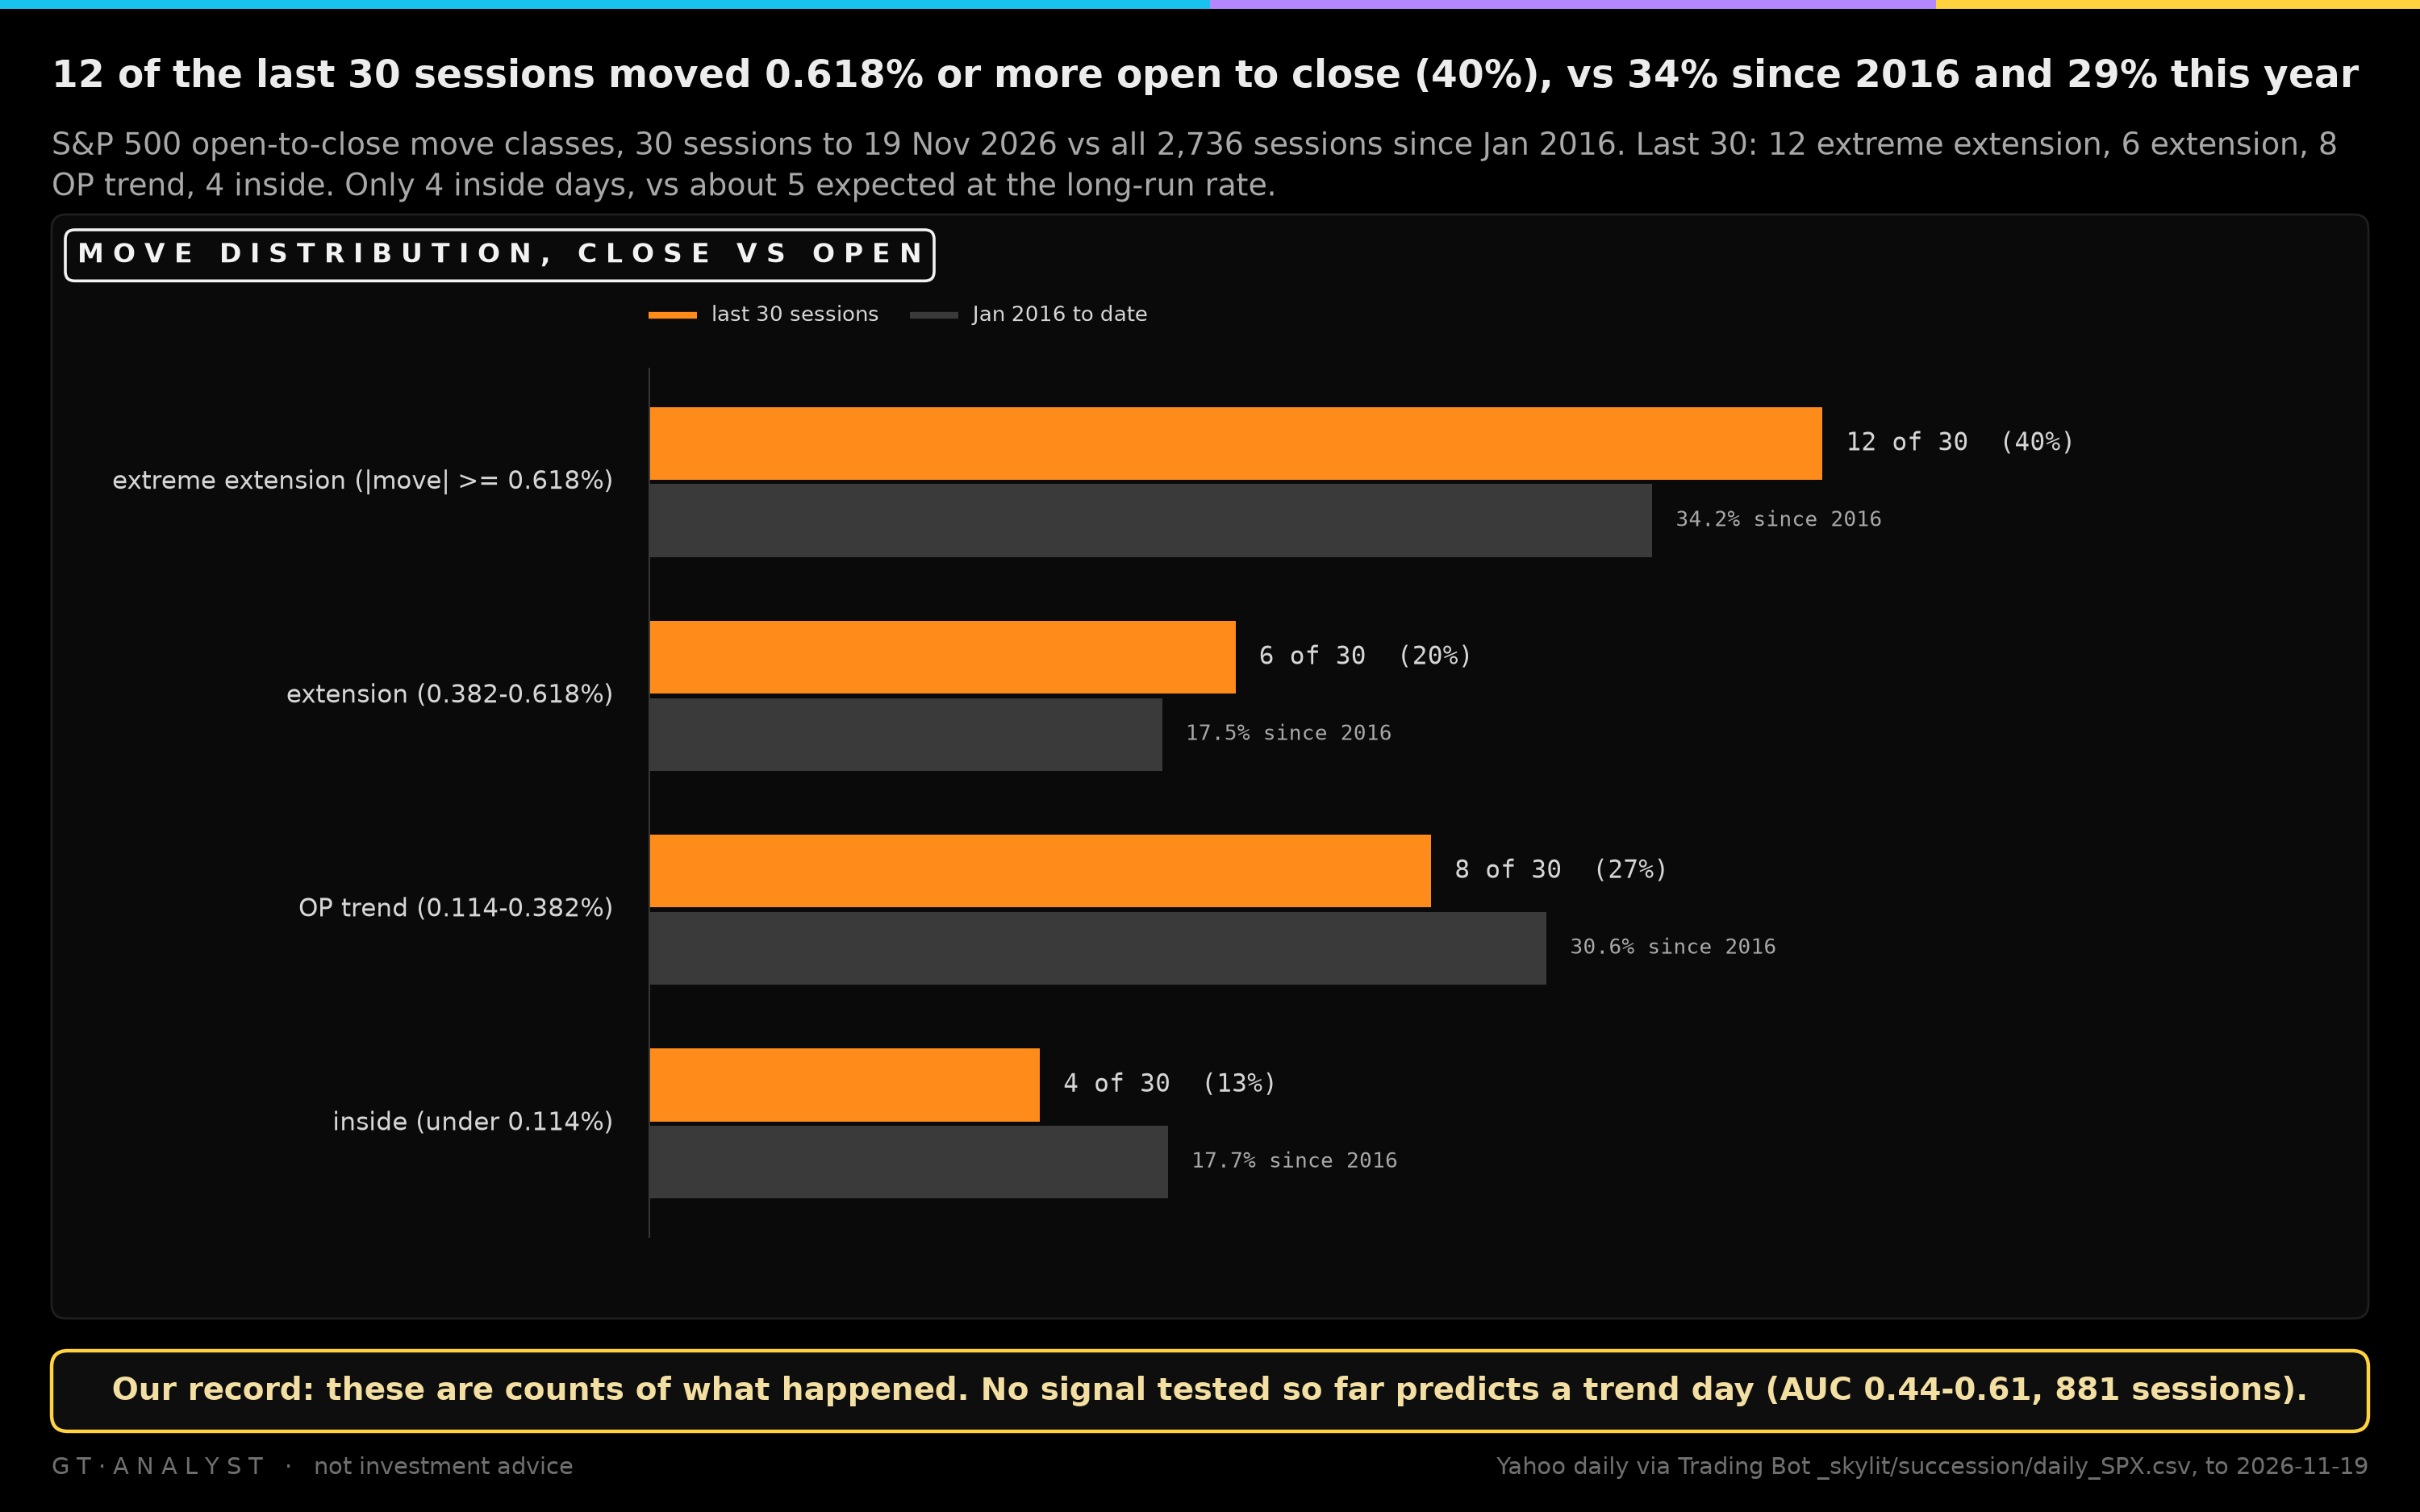 12 of the last 30 sessions moved 0.618% or more open to close (40%), vs 34% since 2016 and 29% this year
S&P 500 open-to-close move classes, 30 sessions to 19 Nov 2026 vs all 2,736 sessions since Jan 2016. Last 30: 12 extreme extension, 6 extension, 8
OP trend, 4 inside. Only 4 inside days, vs about 5 expected at the long-run rate.
MOVE DISTRIBUTION, CLOSE VS OPEN
last 30 sessions
Jan 2016 to date
extreme extension (|move| >= 0.618%)
12 of 30 (40%)
34.2% since 2016
extension (0.382-0.618%)
6 of 30 (20%)
17.5% since 2016
OP trend (0.114-0.382%)
8 of 30 (27%)
30.6% since 2016
inside (under 0.114%)
4 of 30 (13%)
17.7% since 2016
Our record: these are counts of what happened. No signal tested so far predicts a trend day (AUC 0.44-0.61, 881 sessions).
GT·ANALYST · not investment advice
Yahoo daily via Trading Bot _skylit/succession/daily_SPX.csv, to 2026-11-19